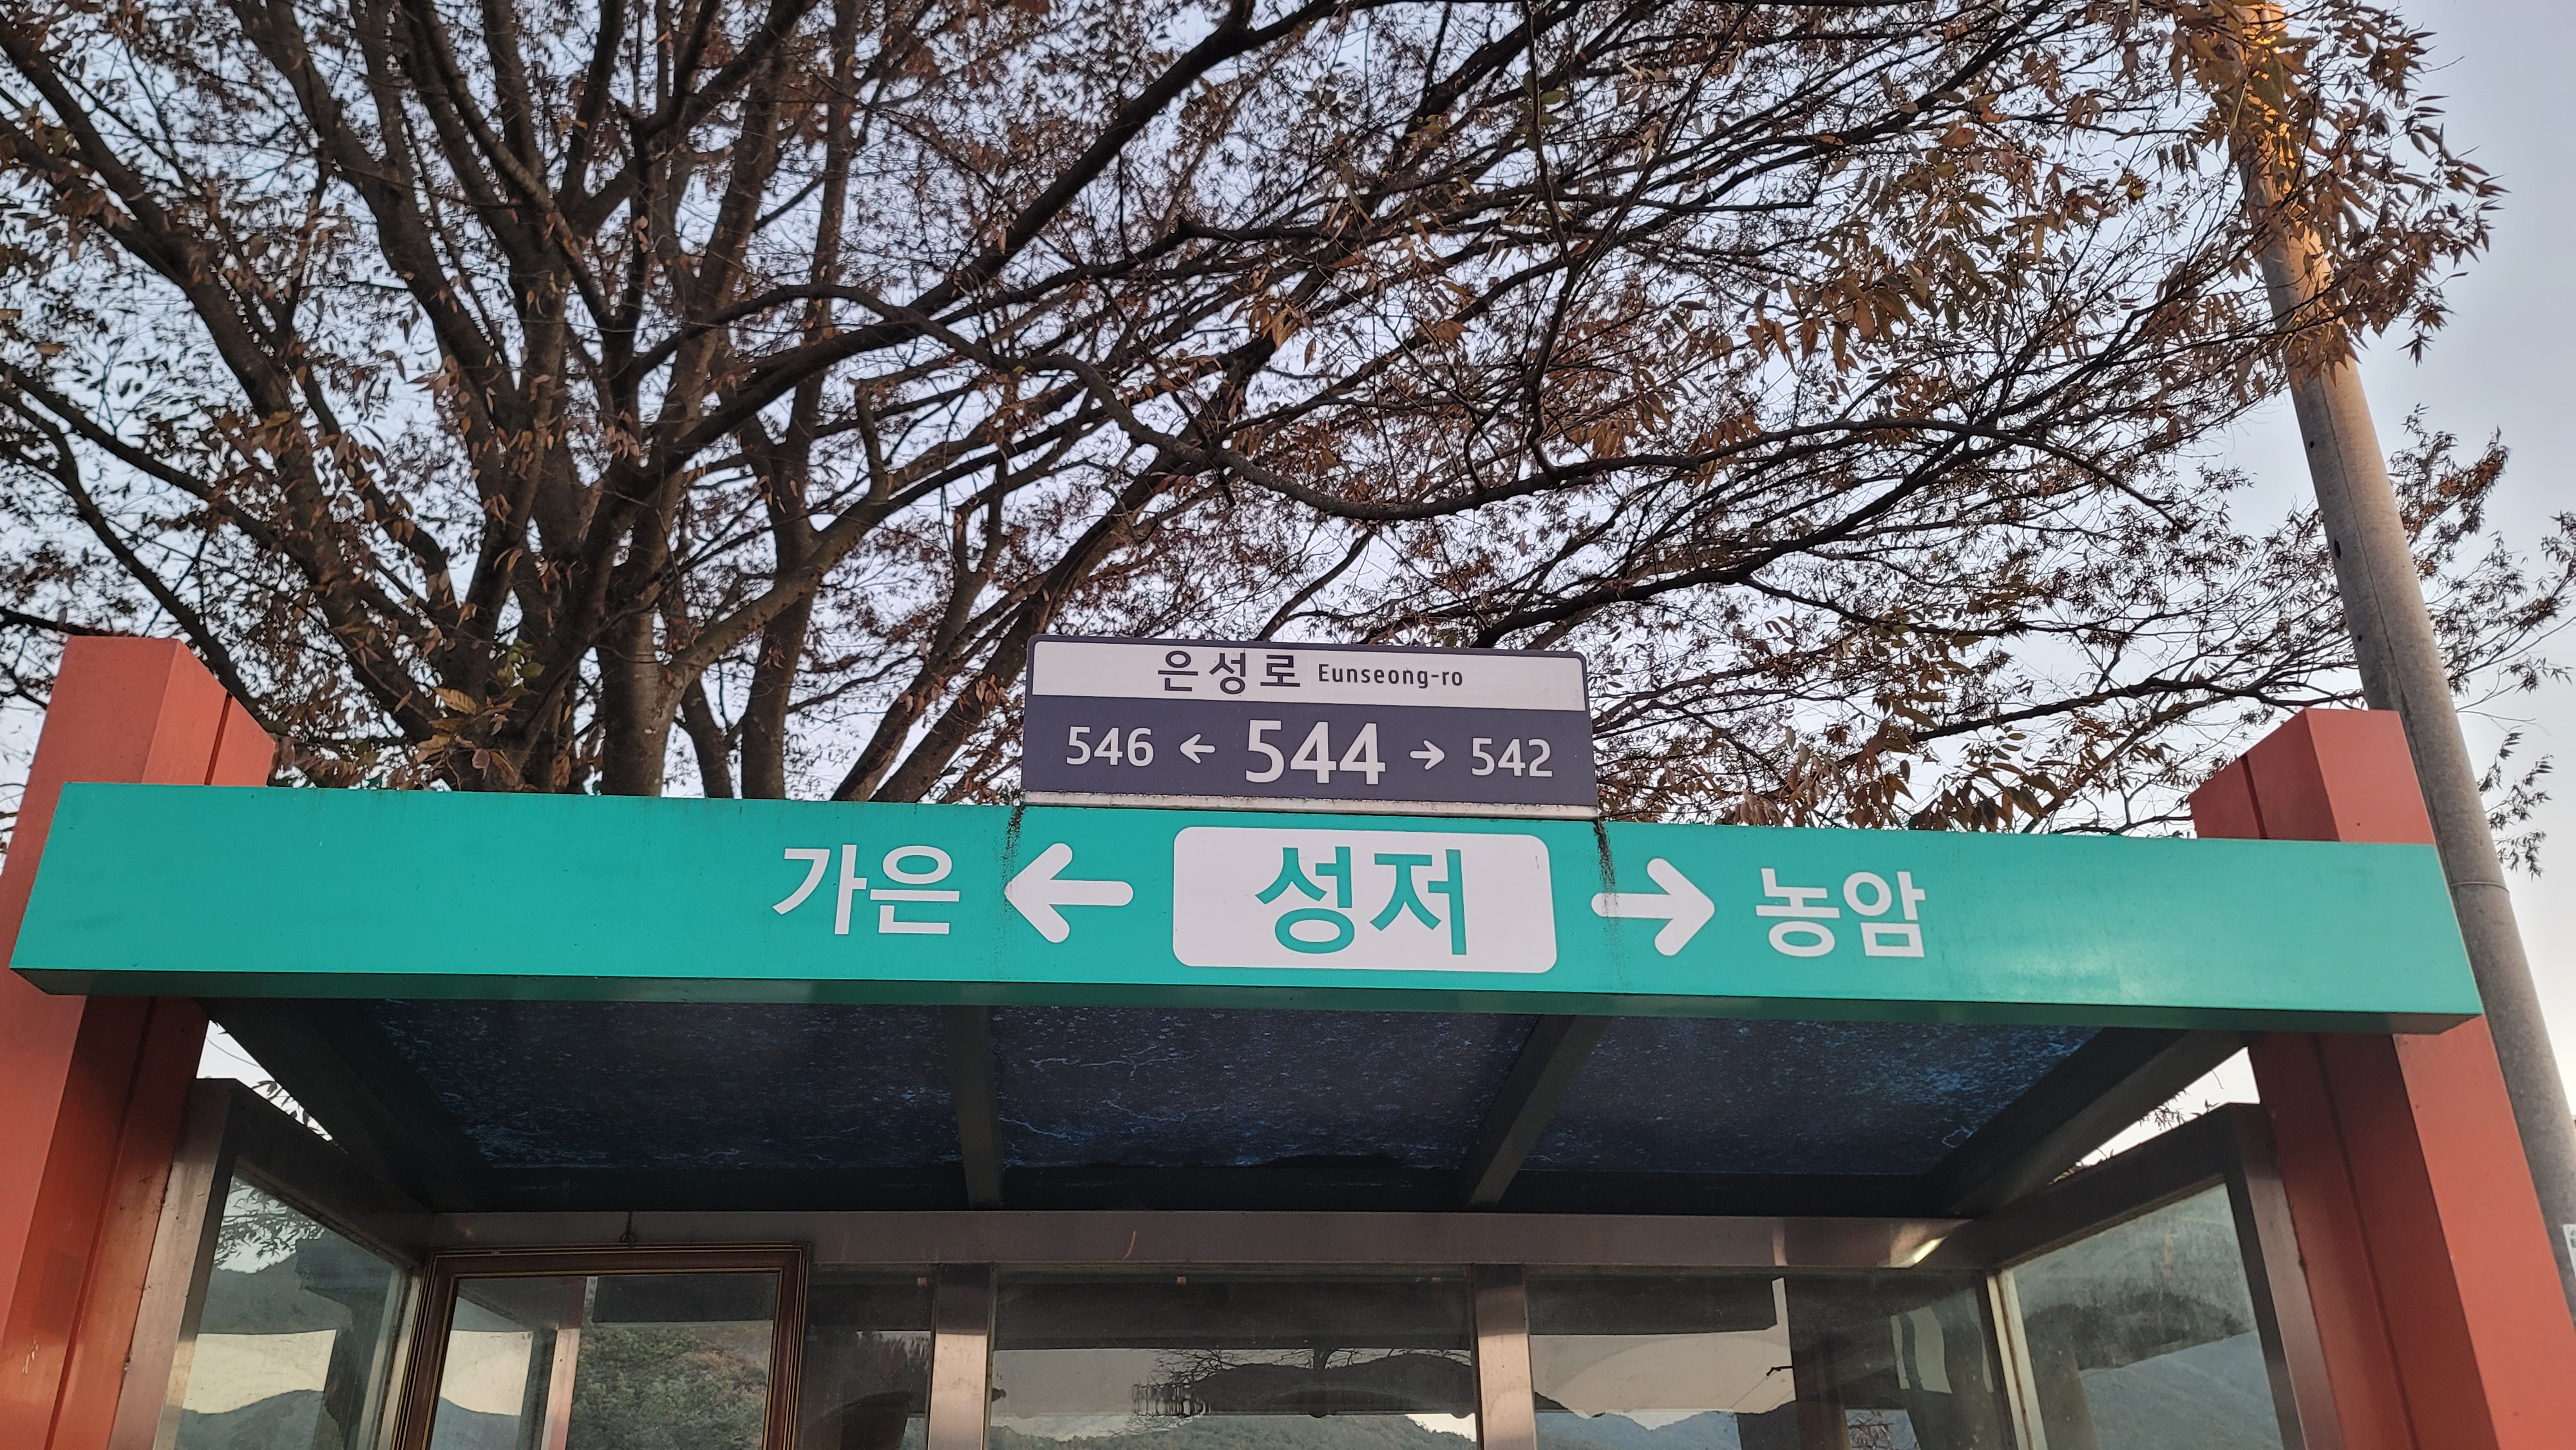 은성로 Eunseong-ro
546 ← 544 → 542
가은 ← 성저 → 농암